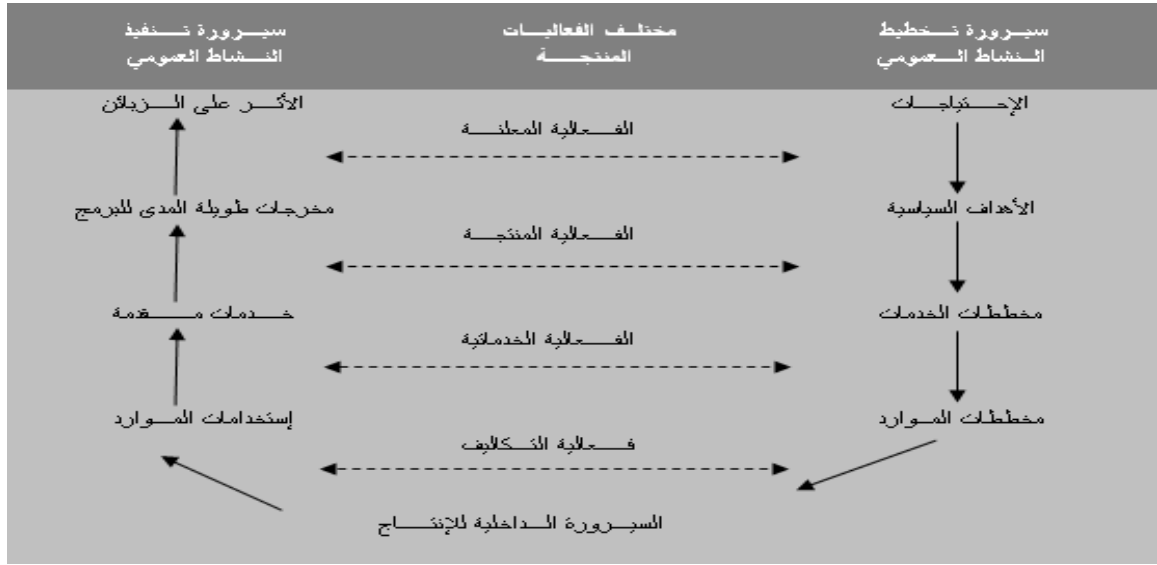 سيرورة تخطيط
النشاط العمومي
مختلف الفعاليات
المنتجة
سيرورة تنفيذ
النشاط العمومي
الإحتياجات
الأكر على الزبائن
الفعالية المعلنة
الأهداف السياسية
مخرجات طويلة المدى للبرمج
الفعالية المنتجة
مخططات الخدمات
خدمات مقدمة
الفعالية الخدماتية
مخططات الموارد
إستخدامات الموارد
فعالية التكاليف
السيرورة الداخلية للإنتاج